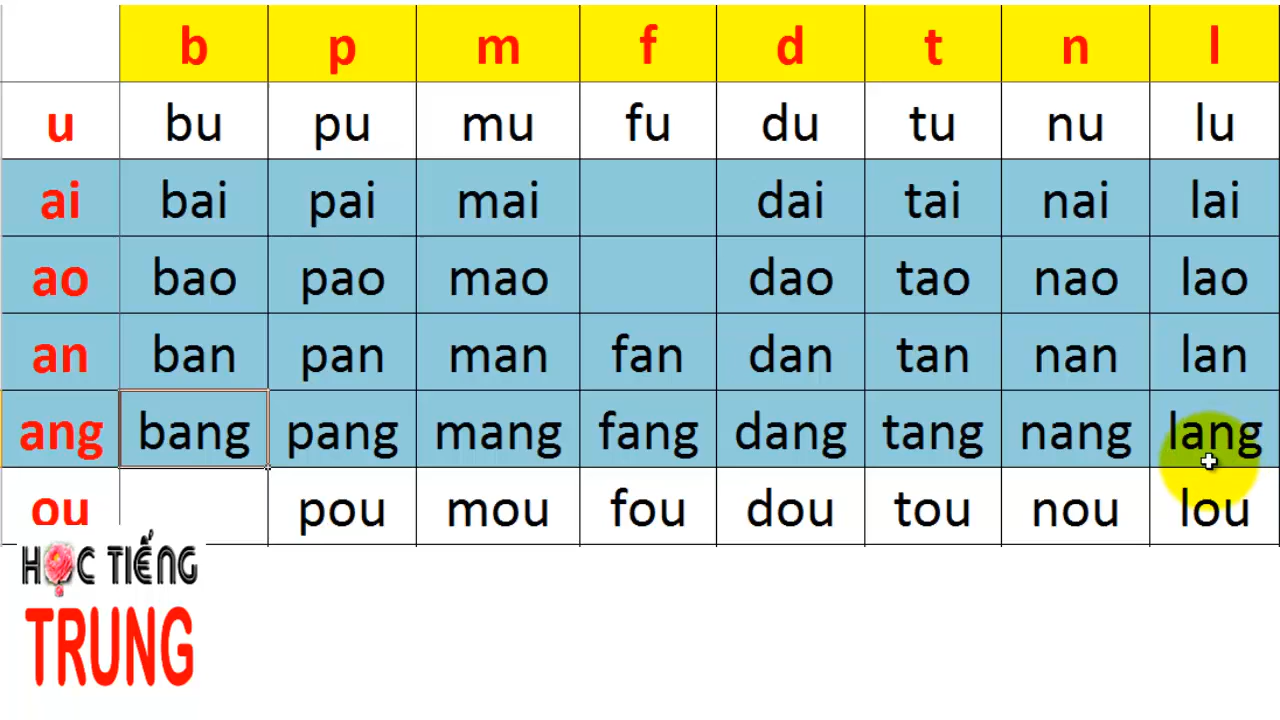 b p m f d t n l
u bu pu mu fu du tu nu lu
ai bai pai mai dai tai nai lai
ao bao pao mao dao tao nao lao
an ban pan man fan dan tan nan lan
ang bang pang mang fang dang tang nang lang
ou pou mou fou dou tou nou lou
HỌC TIẾNG
TRUNG